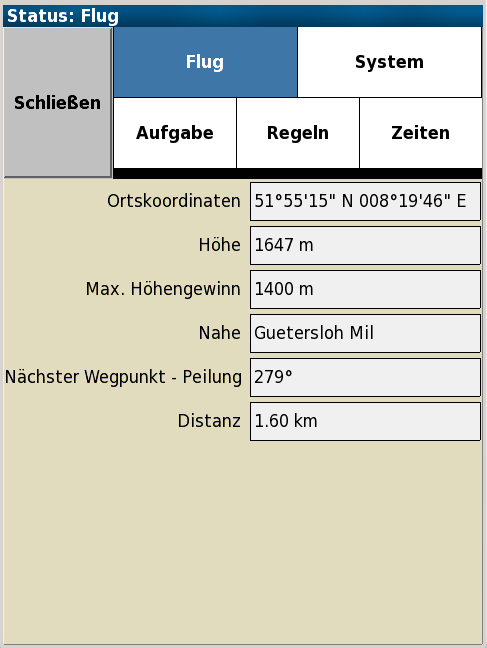 Status: Flug
Schließen
Flug
System
Aufgabe
Regeln
Zeiten
Ortskoordinaten 51°55'15" N 008°19'46" E
Höhe 1647 m
Max. Höhengewinn 1400 m
Nahe Guetersloh Mil
Nächster Wegpunkt - Peilung 279°
Distanz 1.60 km